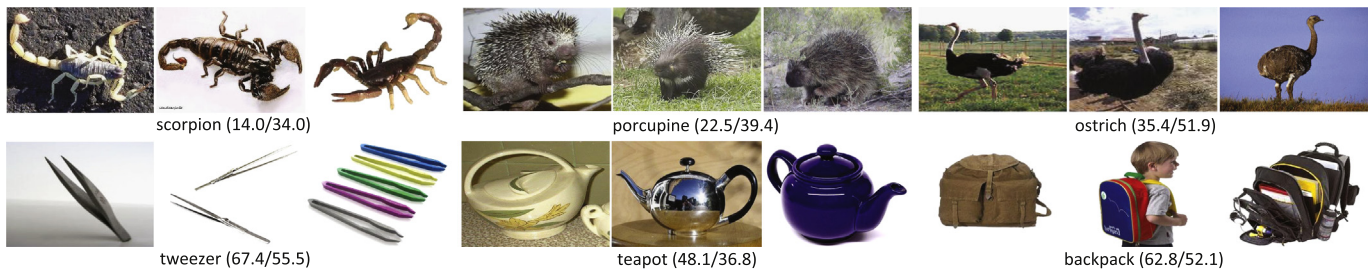 scorpion (14.0/34.0)
porcupine (22.5/39.4)
ostrich (35.4/51.9)
tweezer (67.4/55.5)
teapot (48.1/36.8)
backpack (62.8/52.1)